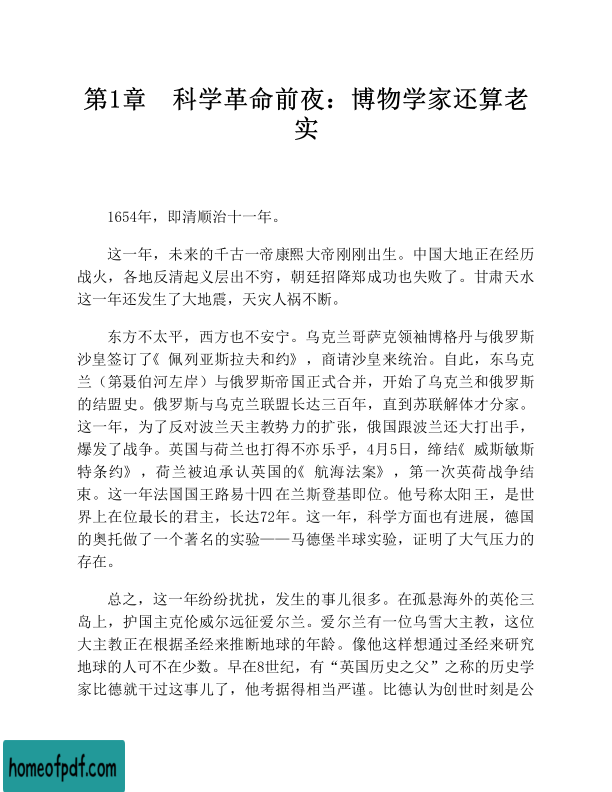 第1章　科学革命前夜：博物学家还算老
实
1654年，即清顺治十一年。
这一年，未来的千古一帝康熙大帝刚刚出生。中国大地正在经历
战火，各地反清起义层出不穷，朝廷招降郑成功也失败了。甘肃天水
这一年还发生了大地震，天灾人祸不断。
东方不太平，西方也不安宁。乌克兰哥萨克领袖博格丹与俄罗斯
沙皇签订了《佩列亚斯拉夫和约》，商请沙皇来统治。自此，东乌克
兰（第聂伯河左岸）与俄罗斯帝国正式合并，开始了乌克兰和俄罗斯
的结盟史。俄罗斯与乌克兰联盟长达三百年，直到苏联解体才分家。
这一年，为了反对波兰天主教势力的扩张，俄国跟波兰还大打出手，
爆发了战争。英国与荷兰也打得不亦乐乎，4月5日，缔结《威斯敏斯
特条约》，荷兰被迫承认英国的《航海法案》，第一次英荷战争结
束。这一年法国国王路易十四在兰斯登基即位。他号称太阳王，是世
界上在位最长的君主，长达72年。这一年，科学方面也有进展，德国
的奥托做了一个著名的实验——马德堡半球实验，证明了大气压力的
存在。
总之，这一年纷纷扰扰，发生的事儿很多。在孤悬海外的英伦三
岛上，护国主克伦威尔远征爱尔兰。爱尔兰有一位乌雪大主教，这位
大主教正在根据圣经来推断地球的年龄。像他这样想通过圣经来研究
地球的人可不在少数。早在8世纪，有“英国历史之父”之称的历史学
家比德就干过这事儿了，他考据得相当严谨。比德认为创世时刻是公
homeofpdf.com